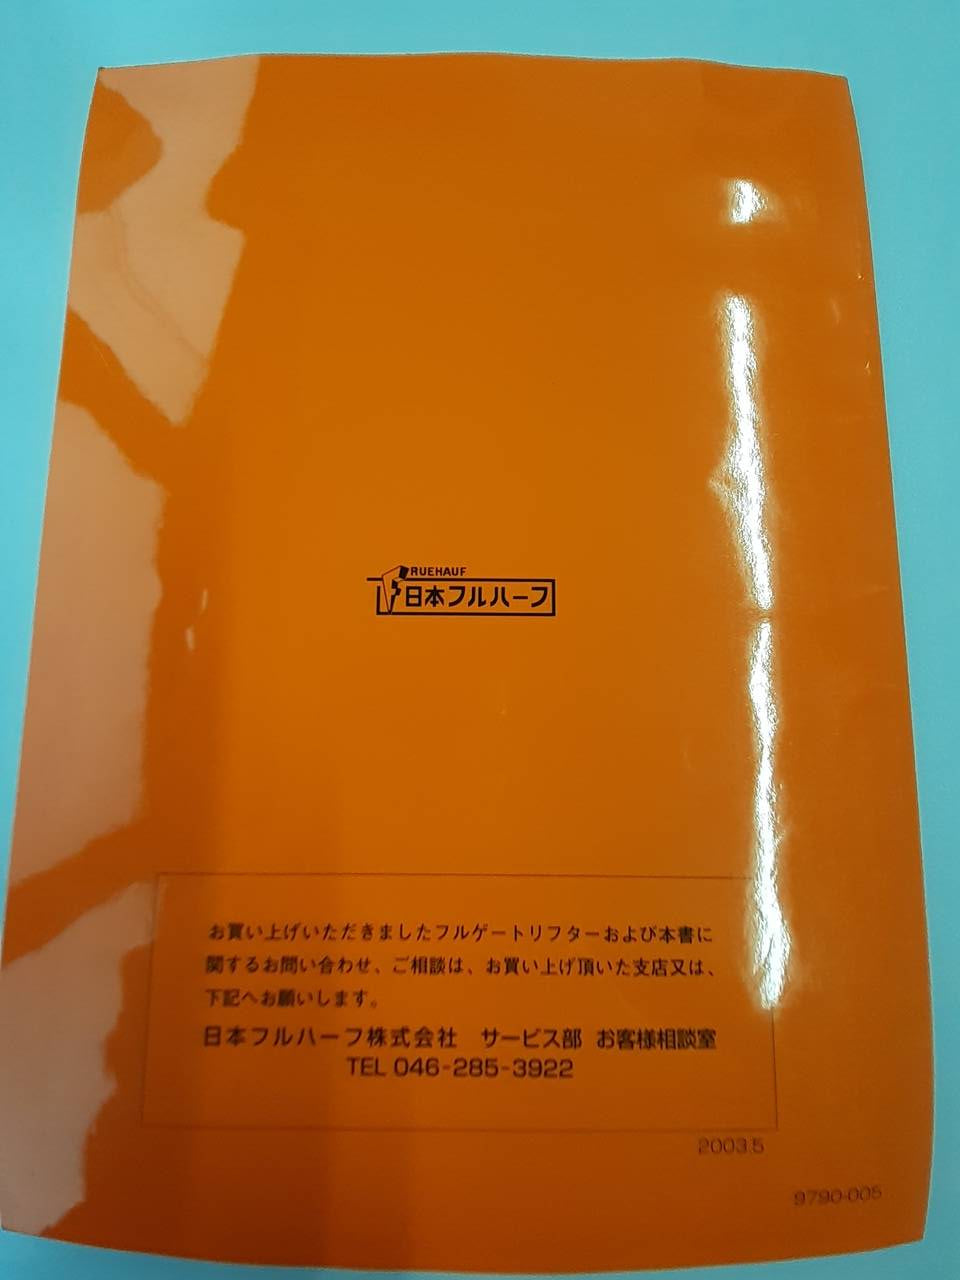 RUEHAUF
日本フルハーフ
お買い上げいただきましたフルゲートリフターおよび本書に
関するお問い合わせ、ご相談は、お買い上げ頂いた支店又は、
下記へお願いします。
日本フルハーフ株式会社 サービス部 お客様相談室
TEL 046-285-3922
2003.5
9790-005